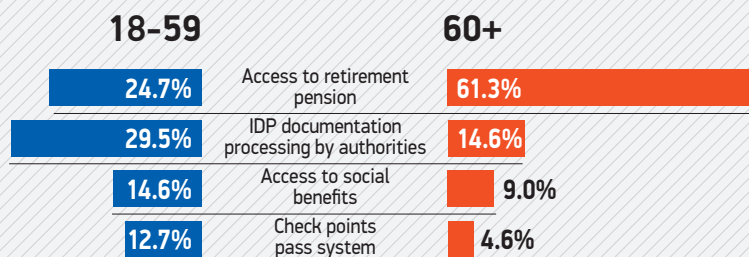 18-59 60+
24.7% Access to retirement 61.3%
pension
29.5% IDP documentation 14.6%
processing by authorities
14.6% Access to social 9.0%
benefits
12.7% Check points 4.6%
pass system